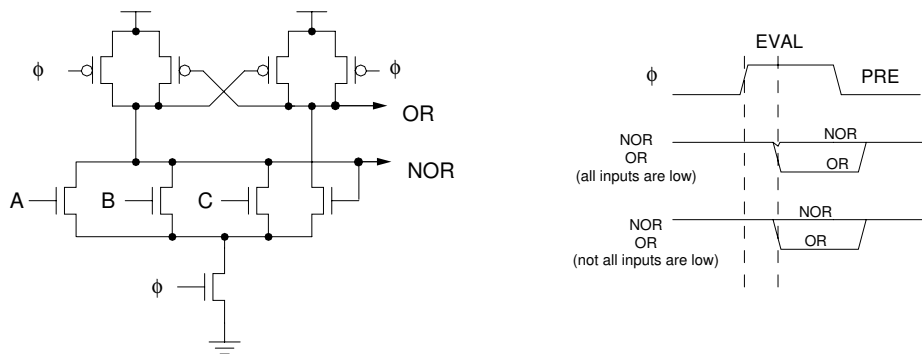 ϕ
ϕ
OR
NOR
A
B
C
ϕ
EVAL
ϕ
PRE
NOR
OR
(all inputs are low)
NOR
OR
NOR
OR
(not all inputs are low)
NOR
OR